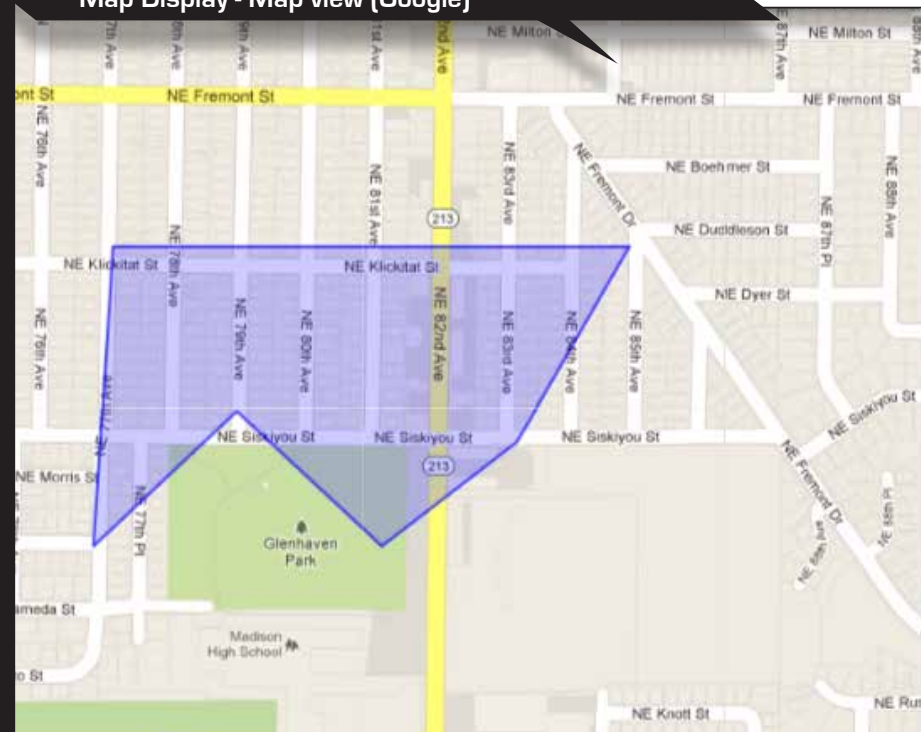 Map Display - Map view (Google)
NE Milton
NE 87th Ave
NE Milton St
NE Fremont St
NE Fremont St
NE Fremont St
NE 76th Ave
NE 81st Ave
NE 83rd Ave
NE Fremont Dr
NE Boehmer St
NE 88th Ave
NE 87th Pl
213
NE 78th Ave
NE Duddleson St
NE Klickitat St
NE Klickitat St
NE Dyer St
NE 76th Ave
NE 79th Ave
NE 80th Ave
NE 82nd Ave
NE 83rd Ave
NE 84th Ave
NE 85th Ave
NE 77th Ave
NE Siskiyou St
NE Siskiyou St
NE Siskiyou St
NE Siskiyou St
213
NE Morris St
NE 77th Pl
NE Fremont Dr
Glenhaven
Park
ameda St
Madison
High School
o St
NE Knott St
NE Rus